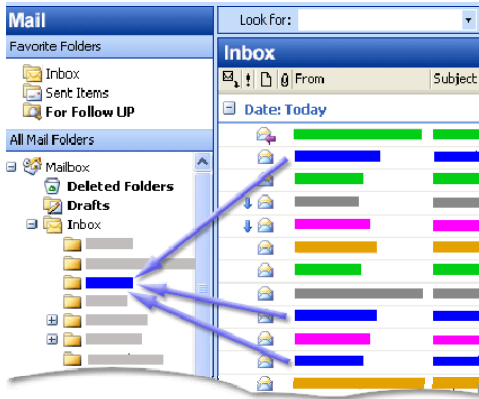 Mail
Favorite Folders
Inbox
Sent Items
For Follow UP
All Mail Folders
Mailbox
Deleted Folders
Drafts
Inbox
Look for:
Inbox
From Subject
Date: Today